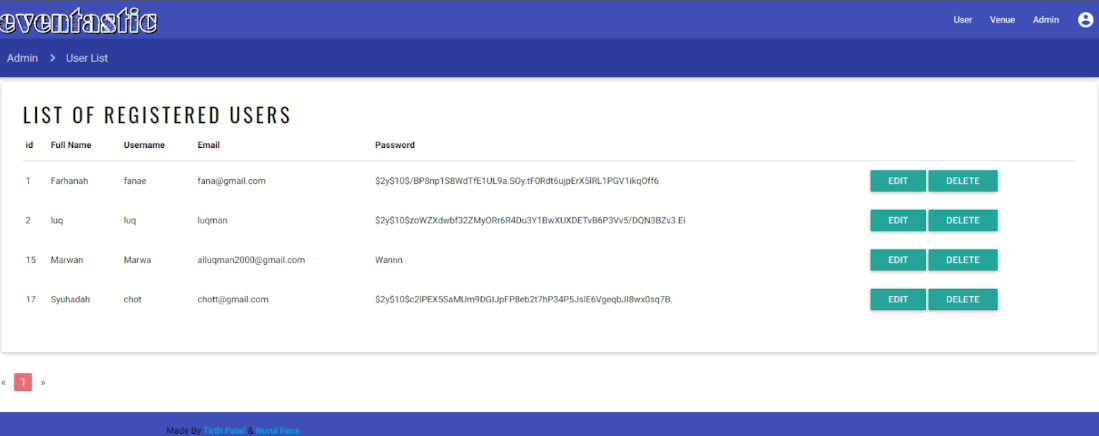 eventastic
User Venue Admin
Admin > User List
LIST OF REGISTERED USERS
id Full Name Username Email Password
1 Farhanah fanae fana@gmail.com $2y$10$/BP8np1S8WdTfE1UL9a.SOy.tF0Rdt6ujpErX5lRL1PGV1ikqOff6 EDIT DELETE
2 luq luq luqman $2y$10$zoWZXdwbf32ZMyORr6R4Du3Y1BwXUXDETvB6P3Vv5/DQN3BZv3.Ei EDIT DELETE
15 Marwan Marwa alluqman2000@gmail.com Wannn EDIT DELETE
17 Syuhadah chot chott@gmail.com $2y$10$c2IPEX5SaMUm9DGIJpFP8eb2t7hP34P5JslE6VgeqbJI8wx0sq7B. EDIT DELETE
« 1 »
Made By Tirth Patel & Nurul Fana